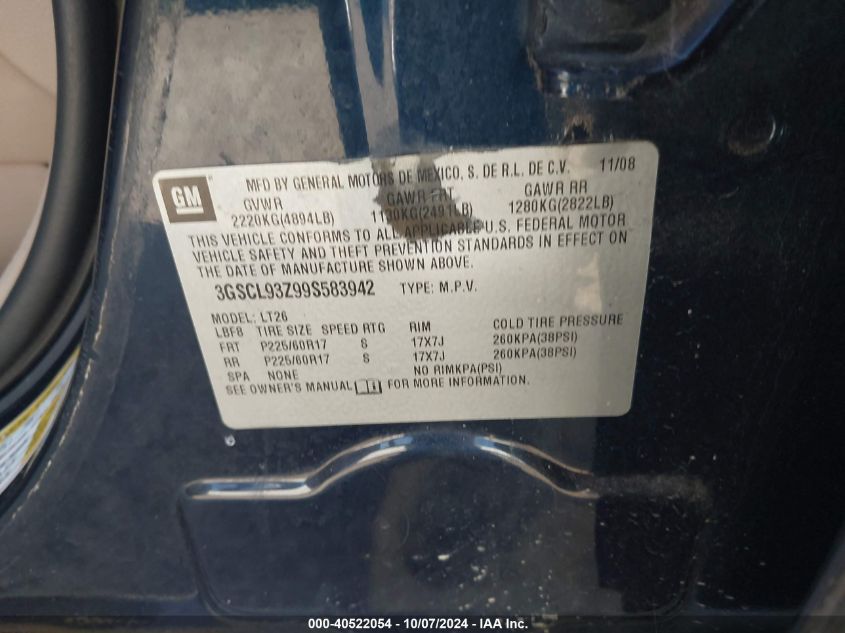 GM
MFD BY GENERAL MOTORS DE MEXICO, S. DE R.L. DE C.V. 11/08
GVWR GAWR FRT GAWR RR
2220KG(4894LB) 1130KG(2491LB) 1280KG(2822LB)
THIS VEHICLE CONFORMS TO ALL APPLICABLE U.S. FEDERAL MOTOR
VEHICLE SAFETY AND THEFT PREVENTION STANDARDS IN EFFECT ON
THE DATE OF MANUFACTURE SHOWN ABOVE.
3GSCL93Z99S583942 TYPE: M.P.V.
MODEL: LT26
LBF8 TIRE SIZE SPEED RTG RIM COLD TIRE PRESSURE
FRT P225/60R17 S 17X7J 260KPA(38PSI)
RR P225/60R17 S 17X7J 260KPA(38PSI)
SPA NONE NO RIMKPA(PSI)
SEE OWNER'S MANUAL FOR MORE INFORMATION.
000-40522054 - 10/07/2024 - IAA Inc.